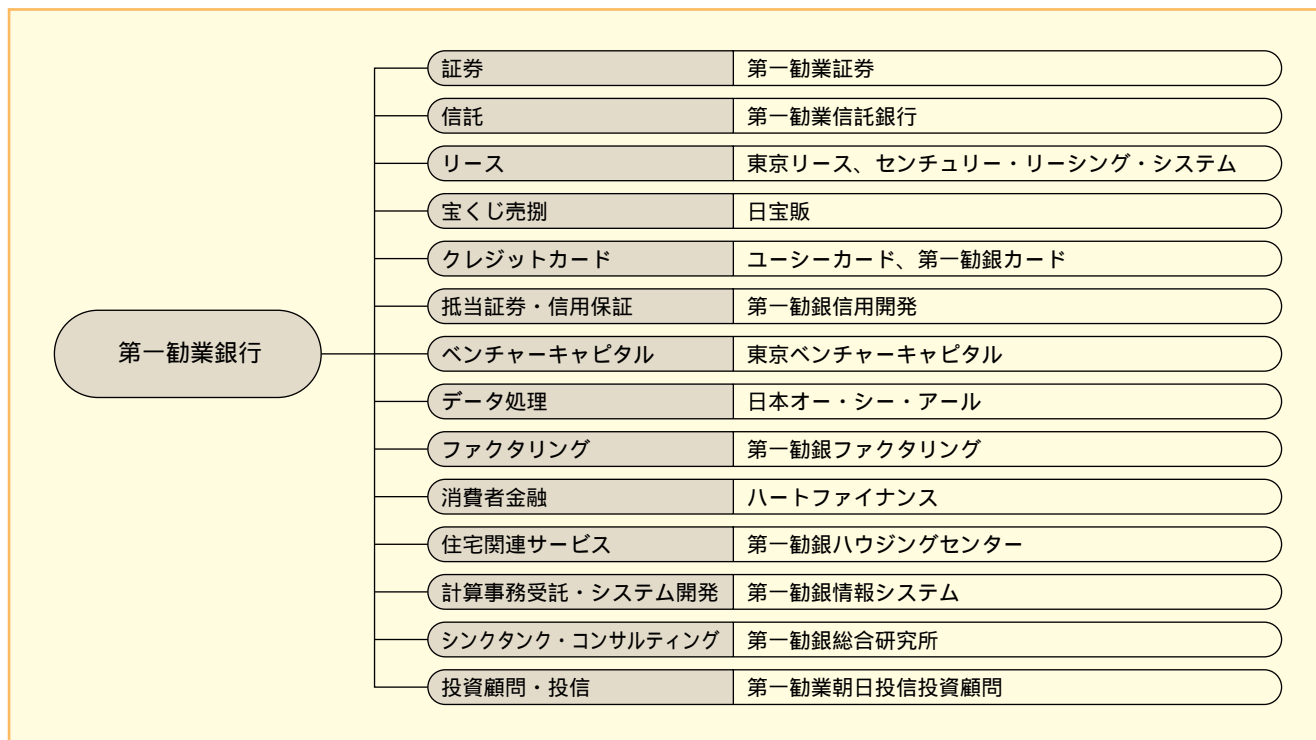 第一勧業銀行
証券 第一勧業証券
信託 第一勧業信託銀行
リース 東京リース、センチュリー・リーシング・システム
宝くじ売捌 日宝販
クレジットカード ユーシーカード、第一勧銀カード
抵当証券・信用保証 第一勧銀信用開発
ベンチャーキャピタル 東京ベンチャーキャピタル
データ処理 日本オー・シー・アール
ファクタリング 第一勧銀ファクタリング
消費者金融 ハートファイナンス
住宅関連サービス 第一勧銀ハウジングセンター
計算事務受託・システム開発 第一勧銀情報システム
シンクタンク・コンサルティング 第一勧銀総合研究所
投資顧問・投信 第一勧業朝日投信投資顧問